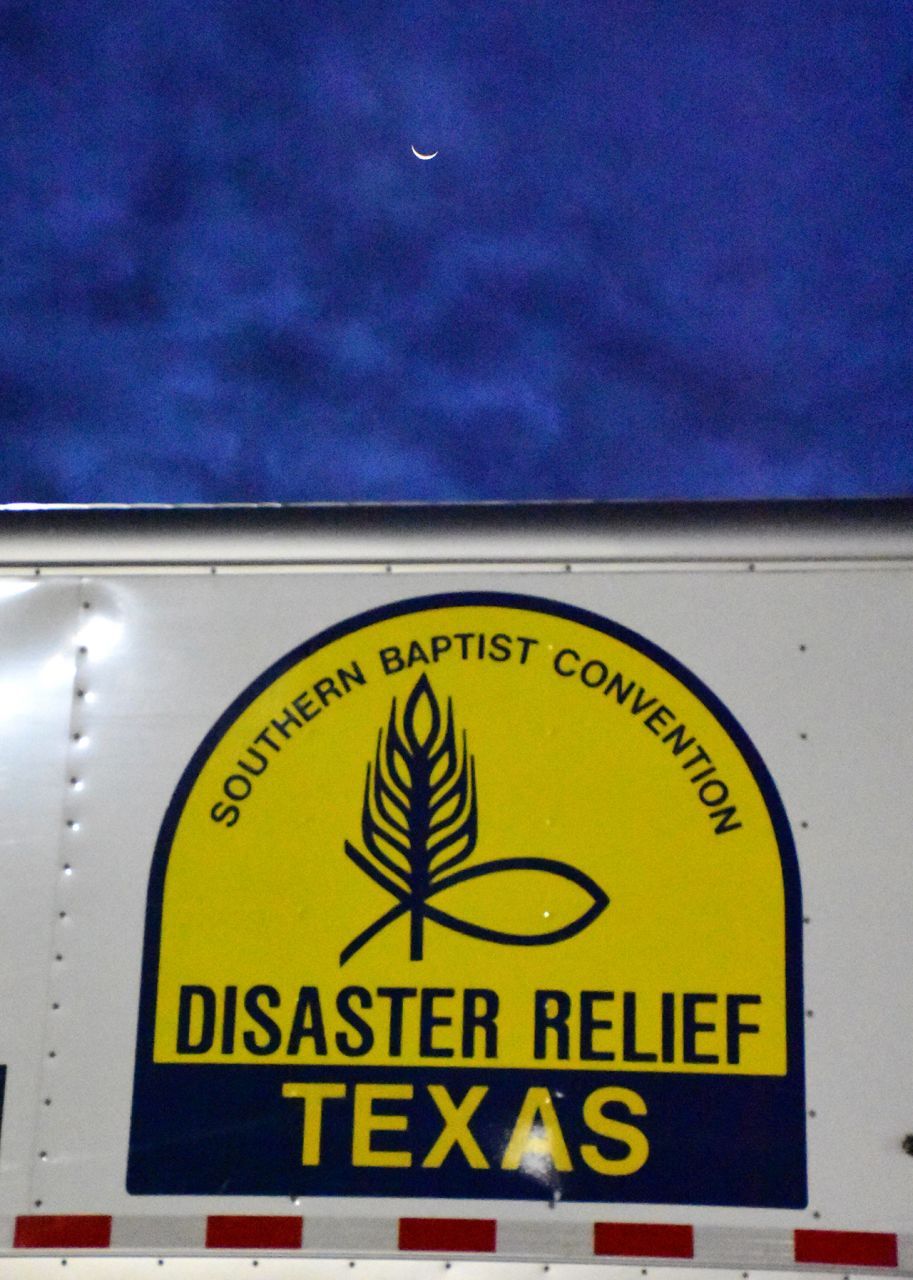 SOUTHERN BAPTIST CONVENTION
DISASTER RELIEF
TEXAS